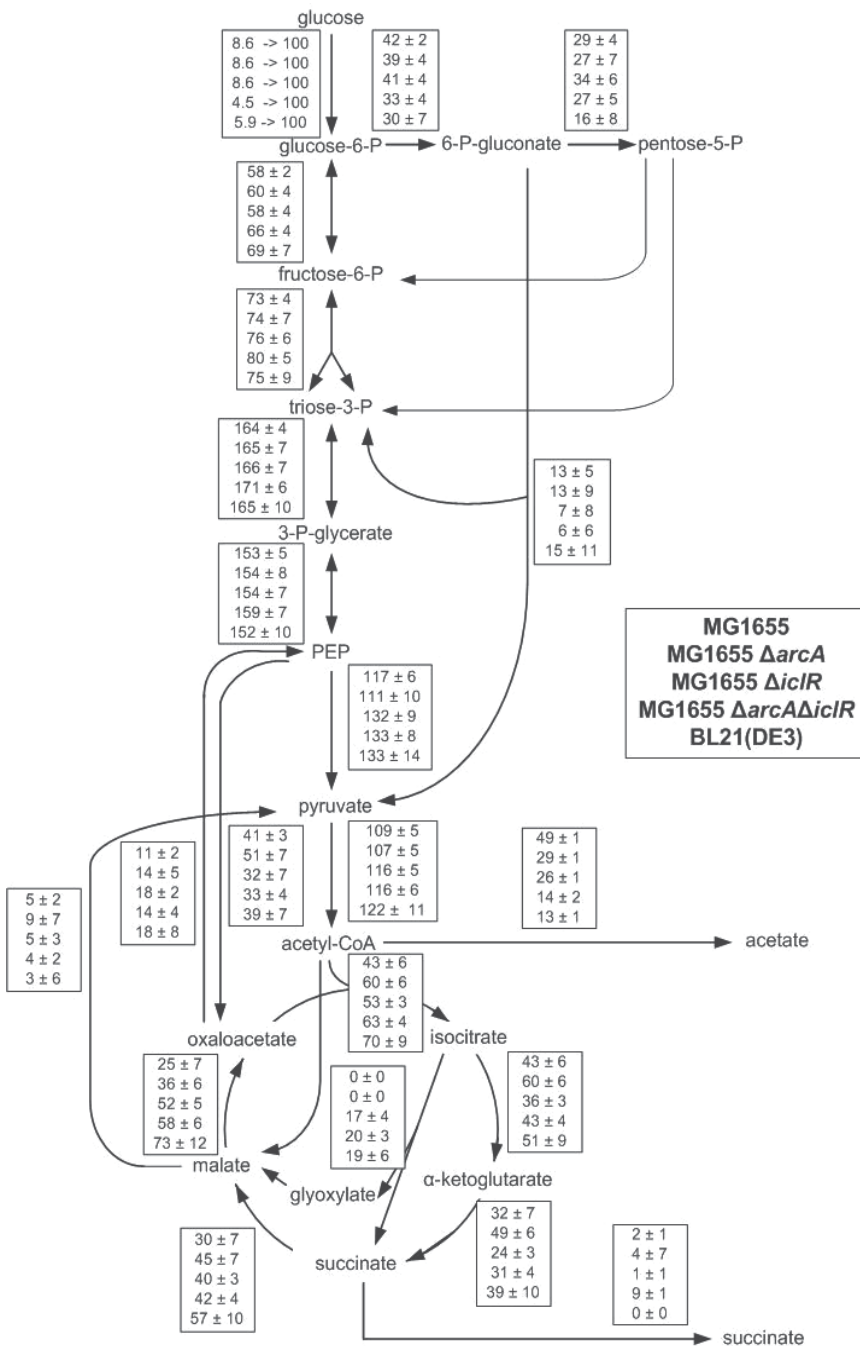 glucose
8.6 -> 100
8.6 -> 100
8.6 -> 100
4.5 -> 100
5.9 -> 100
42 ± 2
39 ± 4
41 ± 4
33 ± 4
30 ± 7
29 ± 4
27 ± 7
34 ± 6
27 ± 5
16 ± 8
glucose-6-P
6-P-gluconate
pentose-5-P
58 ± 2
60 ± 4
58 ± 4
66 ± 4
69 ± 7
fructose-6-P
73 ± 4
74 ± 7
76 ± 6
80 ± 5
75 ± 9
triose-3-P
164 ± 4
165 ± 7
166 ± 7
171 ± 6
165 ± 10
13 ± 5
13 ± 9
7 ± 8
6 ± 6
15 ± 11
3-P-glycerate
153 ± 5
154 ± 8
154 ± 7
159 ± 7
152 ± 10
MG1655
MG1655 ΔarcA
MG1655 ΔiclR
MG1655 ΔarcAΔiclR
BL21(DE3)
PEP
117 ± 6
111 ± 10
132 ± 9
133 ± 8
133 ± 14
pyruvate
5 ± 2
9 ± 7
5 ± 3
4 ± 2
3 ± 6
11 ± 2
14 ± 5
18 ± 2
14 ± 4
18 ± 8
41 ± 3
51 ± 7
32 ± 7
33 ± 4
39 ± 7
109 ± 5
107 ± 5
116 ± 5
116 ± 6
122 ± 11
49 ± 1
29 ± 1
26 ± 1
14 ± 2
13 ± 1
acetyl-CoA
acetate
43 ± 6
60 ± 6
53 ± 3
63 ± 4
70 ± 9
oxaloacetate
isocitrate
25 ± 7
36 ± 6
52 ± 5
58 ± 6
73 ± 12
0 ± 0
0 ± 0
17 ± 4
20 ± 3
19 ± 6
43 ± 6
60 ± 6
36 ± 3
43 ± 4
51 ± 9
malate
glyoxylate
α-ketoglutarate
30 ± 7
45 ± 7
40 ± 3
42 ± 4
57 ± 10
succinate
32 ± 7
49 ± 6
24 ± 3
31 ± 4
39 ± 10
2 ± 1
4 ± 7
1 ± 1
9 ± 1
0 ± 0
succinate